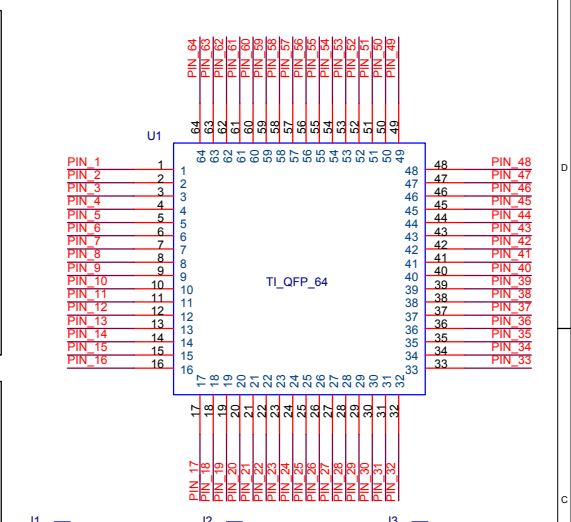 PIN_64 PIN_63 PIN_62 PIN_61 PIN_60 PIN_59 PIN_58 PIN_57 PIN_56 PIN_55 PIN_54 PIN_53 PIN_52 PIN_51 PIN_50 PIN_49
64 63 62 61 60 59 58 57 56 55 54 53 52 51 50 49
U1
64 63 62 61 60 59 58 57 56 55 54 53 52 51 50 49
PIN_1 1 1 48 48 PIN_48
PIN_2 2 2 47 47 PIN_47
PIN_3 3 3 46 46 PIN_46
PIN_4 4 4 45 45 PIN_45
PIN_5 5 5 44 44 PIN_44
PIN_6 6 6 43 43 PIN_43
PIN_7 7 7 42 42 PIN_42
PIN_8 8 8 41 41 PIN_41
PIN_9 9 9 40 40 PIN_40
PIN_10 10 10 39 39 PIN_39
PIN_11 11 11 38 38 PIN_38
PIN_12 12 12 37 37 PIN_37
PIN_13 13 13 36 36 PIN_36
PIN_14 14 14 35 35 PIN_35
PIN_15 15 15 34 34 PIN_34
PIN_16 16 16 33 33 PIN_33
TI_QFP_64
17 18 19 20 21 22 23 24 25 26 27 28 29 30 31 32
17 18 19 20 21 22 23 24 25 26 27 28 29 30 31 32
PIN_17 PIN_18 PIN_19 PIN_20 PIN_21 PIN_22 PIN_23 PIN_24 PIN_25 PIN_26 PIN_27 PIN_28 PIN_29 PIN_30 PIN_31 PIN_32
D
C
J1 J2 J3